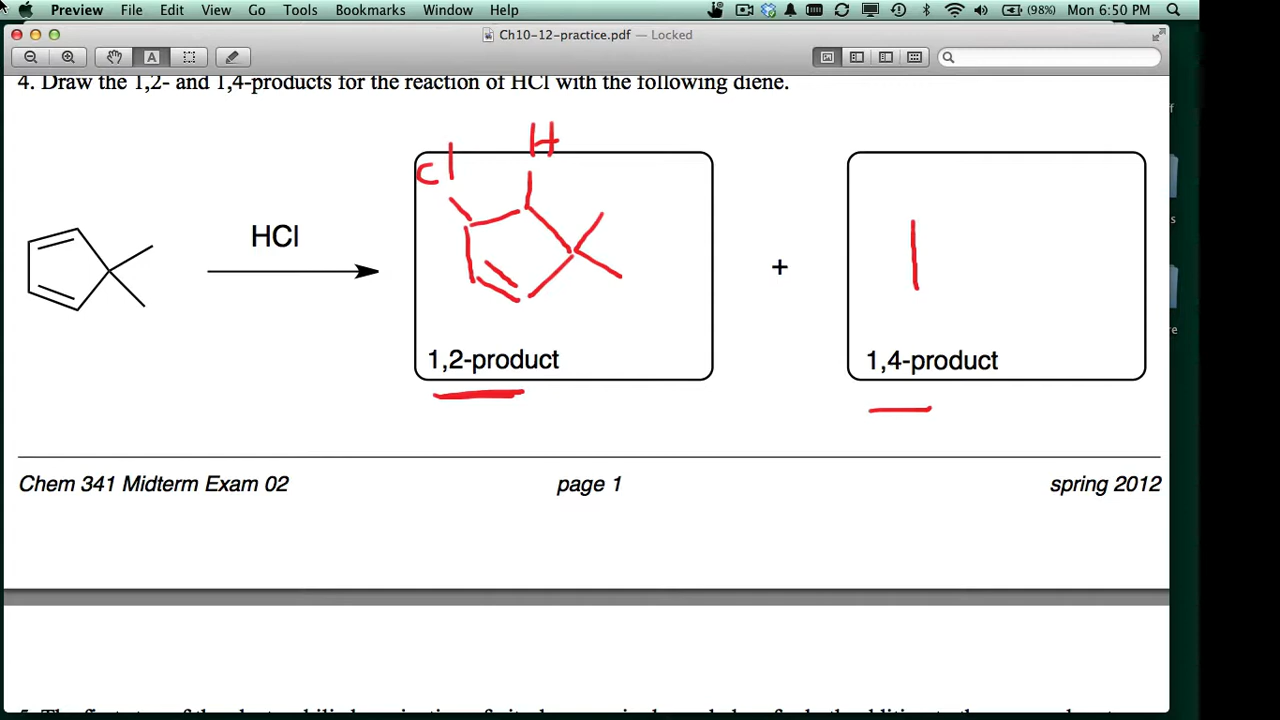 Preview File Edit View Go Tools Bookmarks Window Help (98%) Mon 6:50 PM
Ch10-12-practice.pdf — Locked
4. Draw the 1,2- and 1,4-products for the reaction of HCl with the following diene.
H
Cl
HCl
+
1,2-product
1,4-product
Chem 341 Midterm Exam 02 page 1 spring 2012